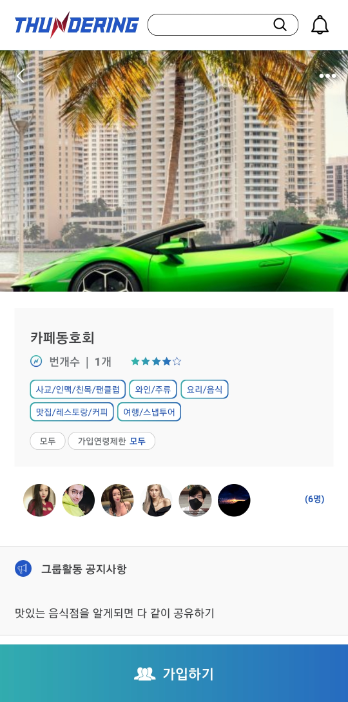 THUNDERING
카페동호회
번개수 | 1개
사교/인맥/친목/팬클럽 와인/주류 요리/음식
맛집/레스토랑/커피 여행/스냅투어
모두 가입연령제한 모두
(6명)
그룹활동 공지사항
맛있는 음식점을 알게되면 다 같이 공유하기
가입하기